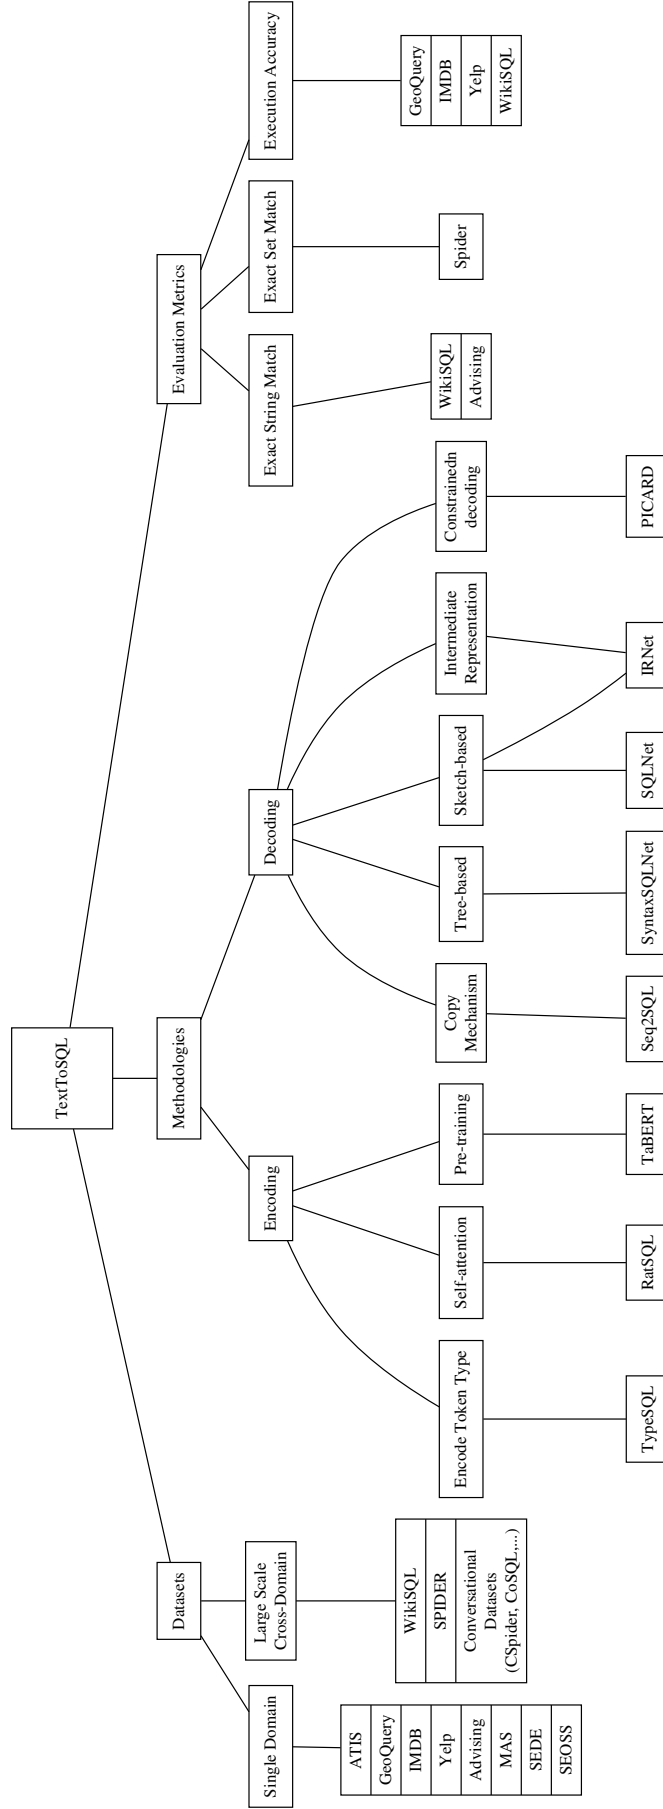 TextToSQL
Datasets
Methodologies
Evaluation Metrics
Single Domain
Large Scale
Cross-Domain
Encoding
Decoding
Exact String Match
Exact Set Match
Execution Accuracy
ATIS
GeoQuery
IMDB
Yelp
Advising
MAS
SEDE
SEOSS
WikiSQL
SPIDER
Conversational
Datasets
(CSpider, CoSQL,...)
Encode Token Type
Self-attention
Pre-training
Copy
Mechanism
Tree-based
Sketch-based
Intermediate
Representation
Constrainedn
decoding
WikiSQL
Advising
Spider
GeoQuery
IMDB
Yelp
WikiSQL
TypeSQL
RatSQL
TaBERT
Seq2SQL
SyntaxSQLNet
SQLNet
IRNet
PICARD